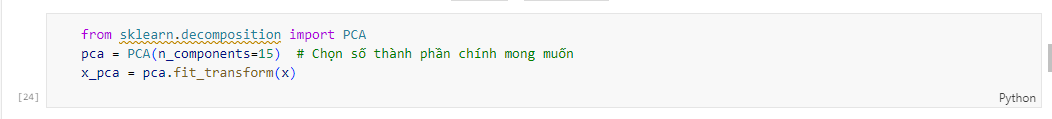 from sklearn.decomposition import PCA
pca = PCA(n_components=15)  # Chọn số thành phần chính mong muốn
x_pca = pca.fit_transform(x)
[24]
Python